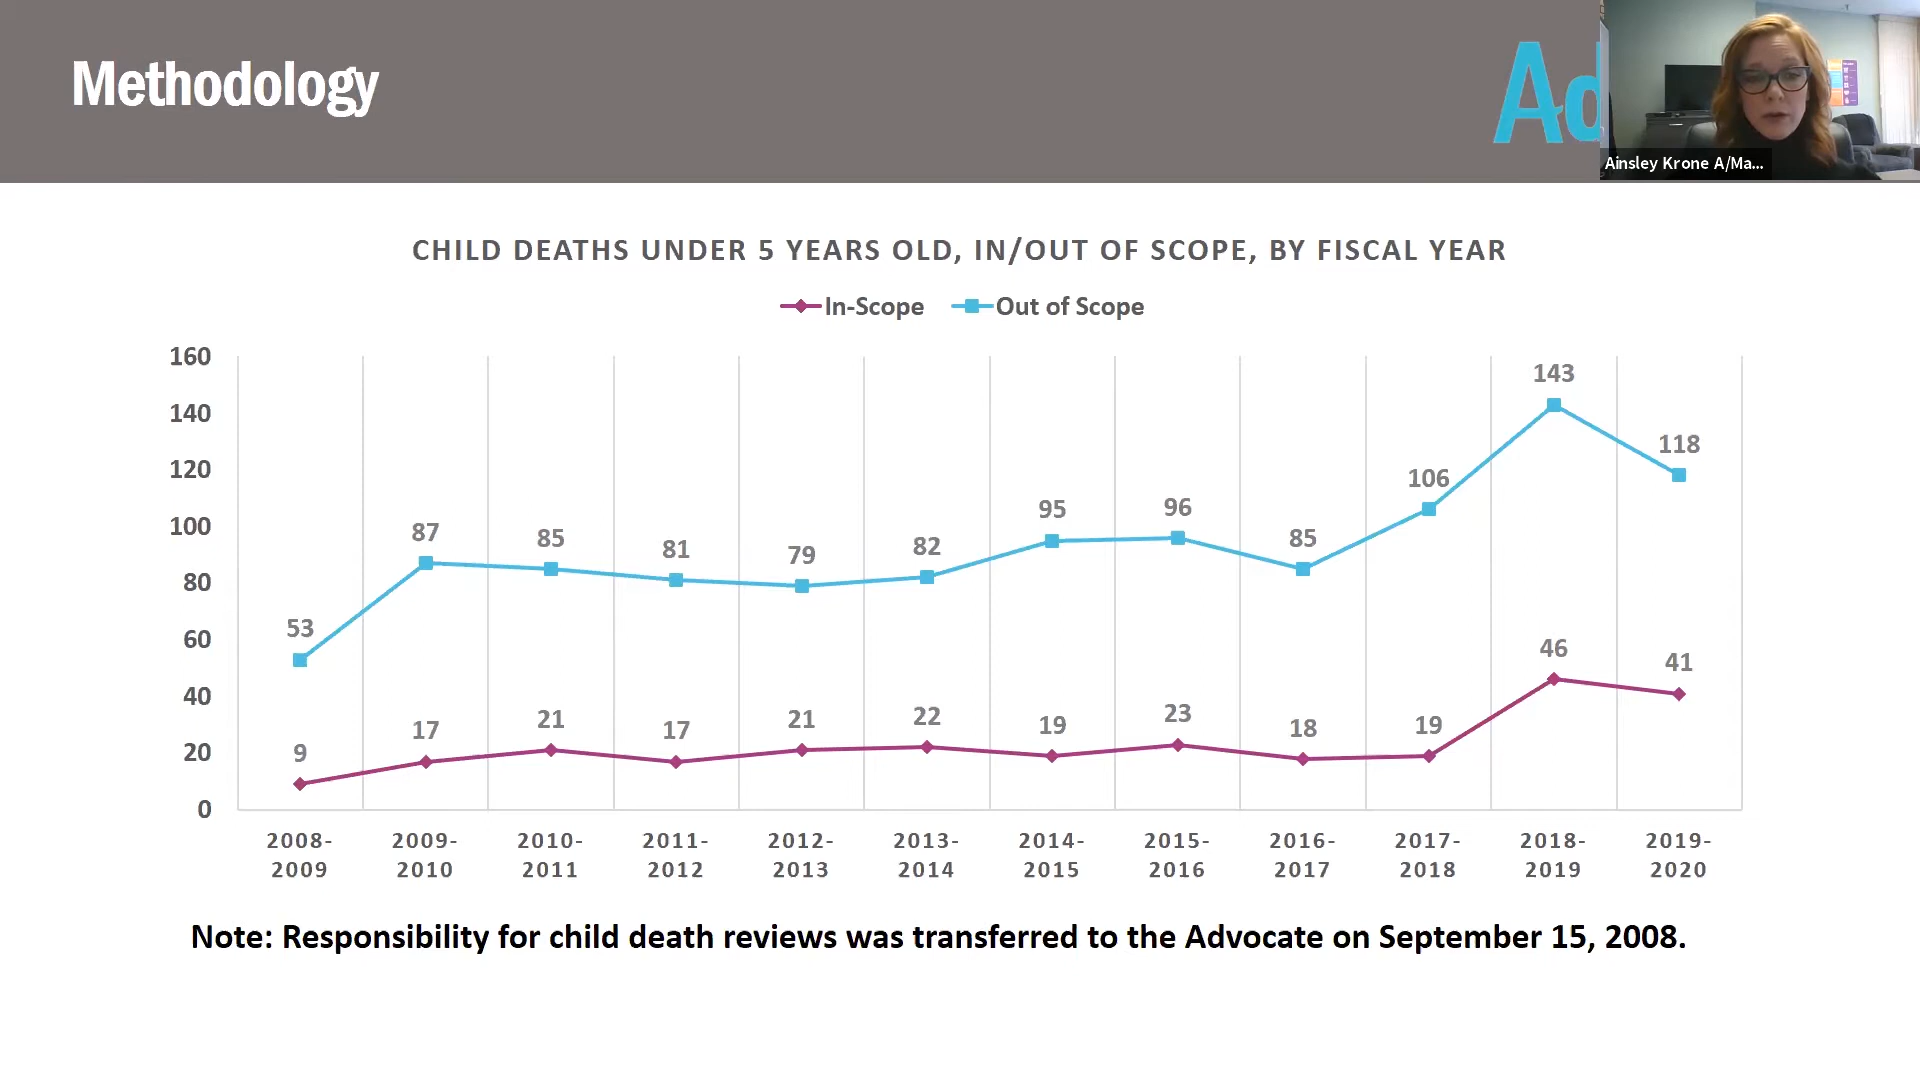 Methodology
Ad
Ainsley Krone A/Ma...
CHILD DEATHS UNDER 5 YEARS OLD, IN/OUT OF SCOPE, BY FISCAL YEAR
In-Scope Out of Scope
160
140
120
100
80
60
40
20
0
53 87 85 81 79 82 95 96 85 106 143 118
9 17 21 17 21 22 19 23 18 19 46 41
2008- 2009- 2010- 2011- 2012- 2013- 2014- 2015- 2016- 2017- 2018- 2019-
2009 2010 2011 2012 2013 2014 2015 2016 2017 2018 2019 2020
Note: Responsibility for child death reviews was transferred to the Advocate on September 15, 2008.